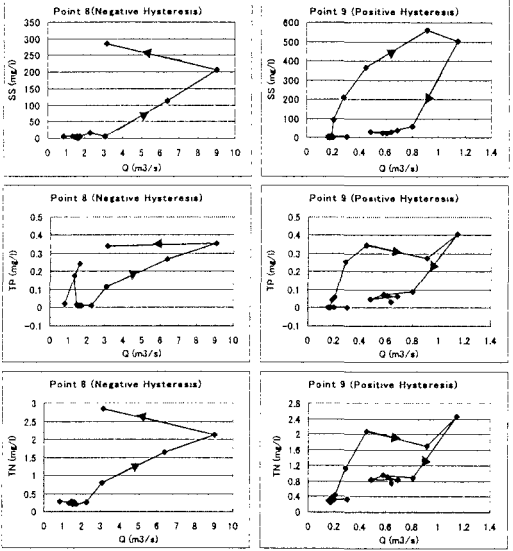 Point 8(Negative Hysteresis)
350
300
250
200
150
100
50
0
SS (mg/l)
0 1 2 3 4 5 6 7 8 9 10
Q (m3/s)
Point 9 (Positive Hysteresis)
600
500
400
300
200
100
0
SS (mg/l)
0 0.2 0.4 0.6 0.8 1 1.2 1.4
Q (m3/s)
Point 8 (Negative Hysteresis)
0.5
0.4
0.3
0.2
0.1
0
-0.1
TP (mg/l)
0 1 2 3 4 5 6 7 8 9 10
Q (m3/s)
Point 9 (Positive Hysteresis)
0.5
0.4
0.3
0.2
0.1
0
-0.1
TP (mg/l)
0 0.2 0.4 0.6 0.8 1 1.2 1.4
Q (m3/s)
Point 8 (Negative Hysteresis)
3
2.5
2
1.5
1
0.5
0
TN (mg/l)
0 1 2 3 4 5 6 7 8 9 10
Q (m3/s)
Point 9 (Positive Hysteresis)
2.8
2.4
2
1.6
1.2
0.8
0.4
0
TN (mg/l)
0 0.2 0.4 0.6 0.8 1 1.2 1.4
Q (m3/s)